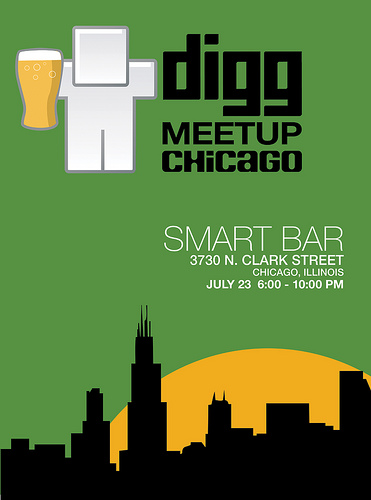 digg
MEETUP
CHiCAGO
SMART BAR
3730 N. CLARK STREET
CHICAGO, ILLINOIS
JULY 23 6:00 - 10:00 PM